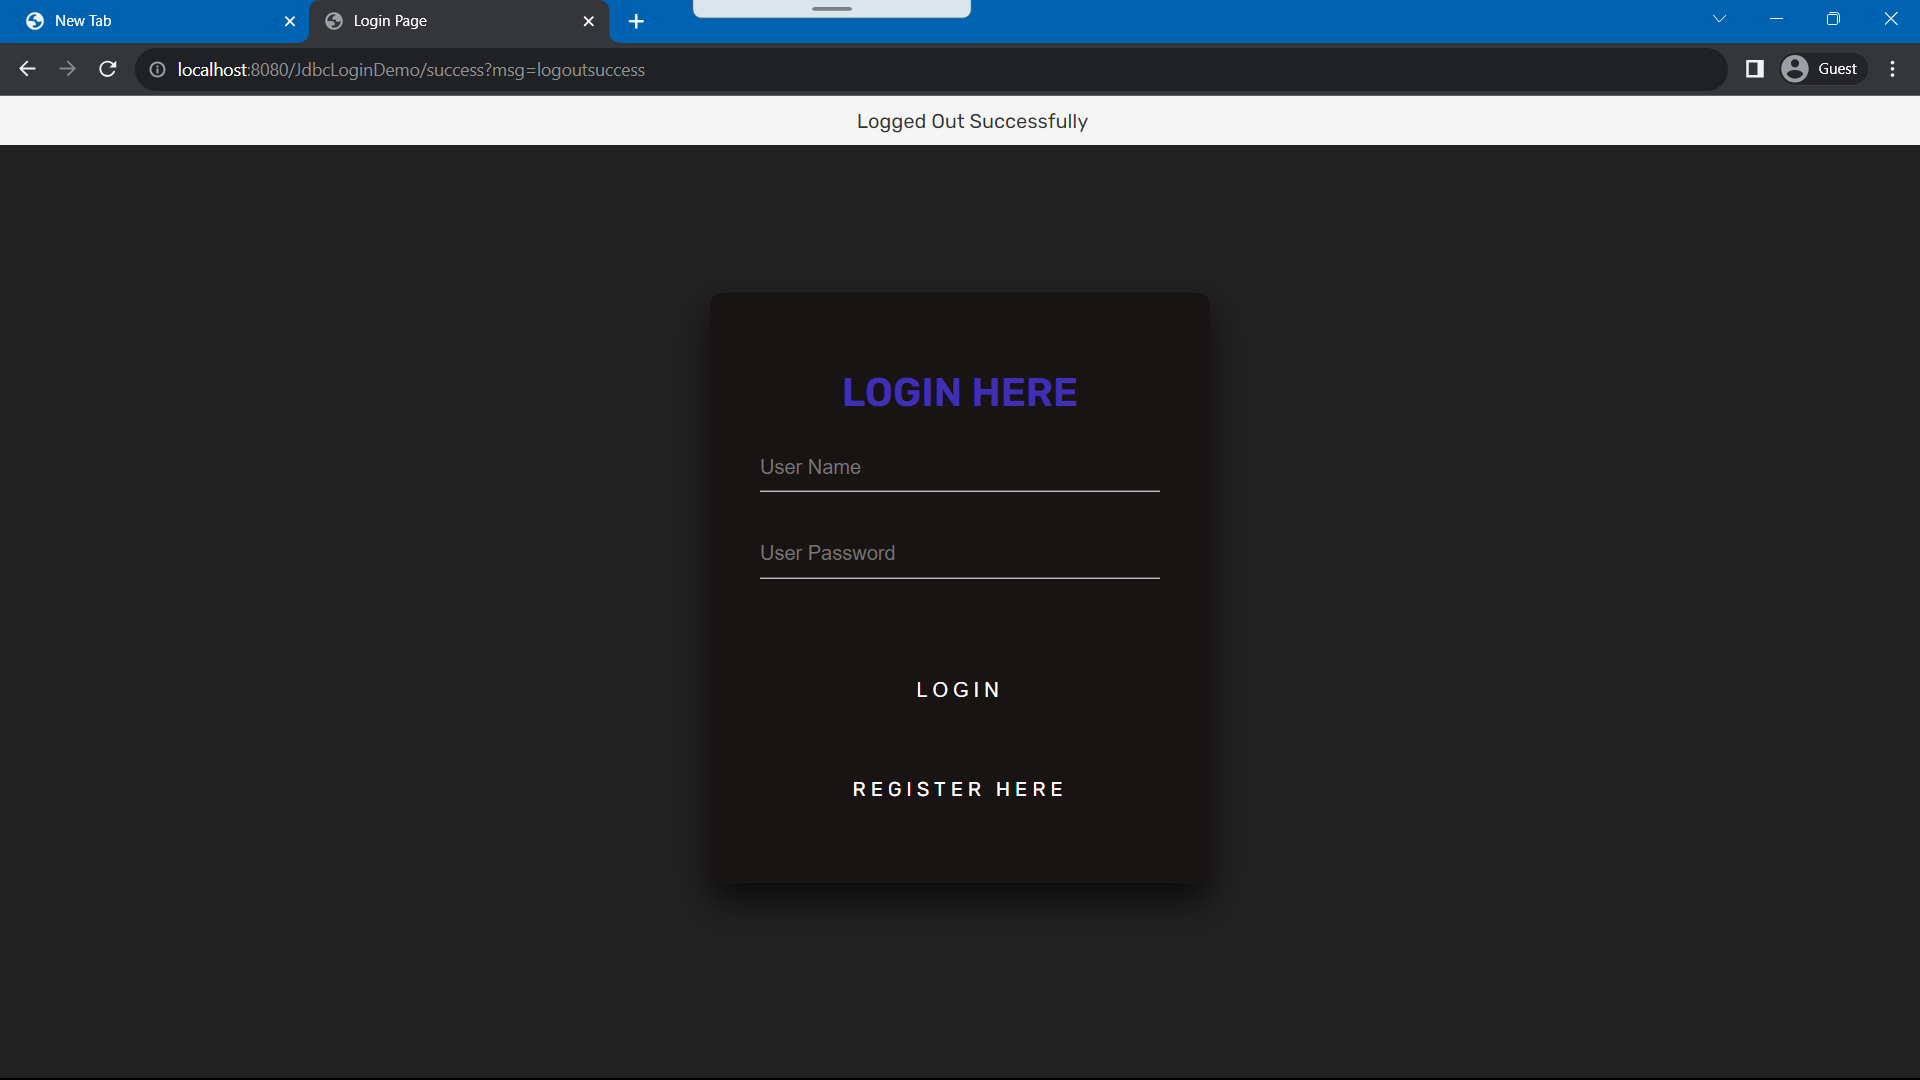 New Tab
Login Page
localhost:8080/JdbcLoginDemo/success?msg=logoutsuccess
Guest
Logged Out Successfully
LOGIN HERE
User Name
User Password
LOGIN
REGISTER HERE